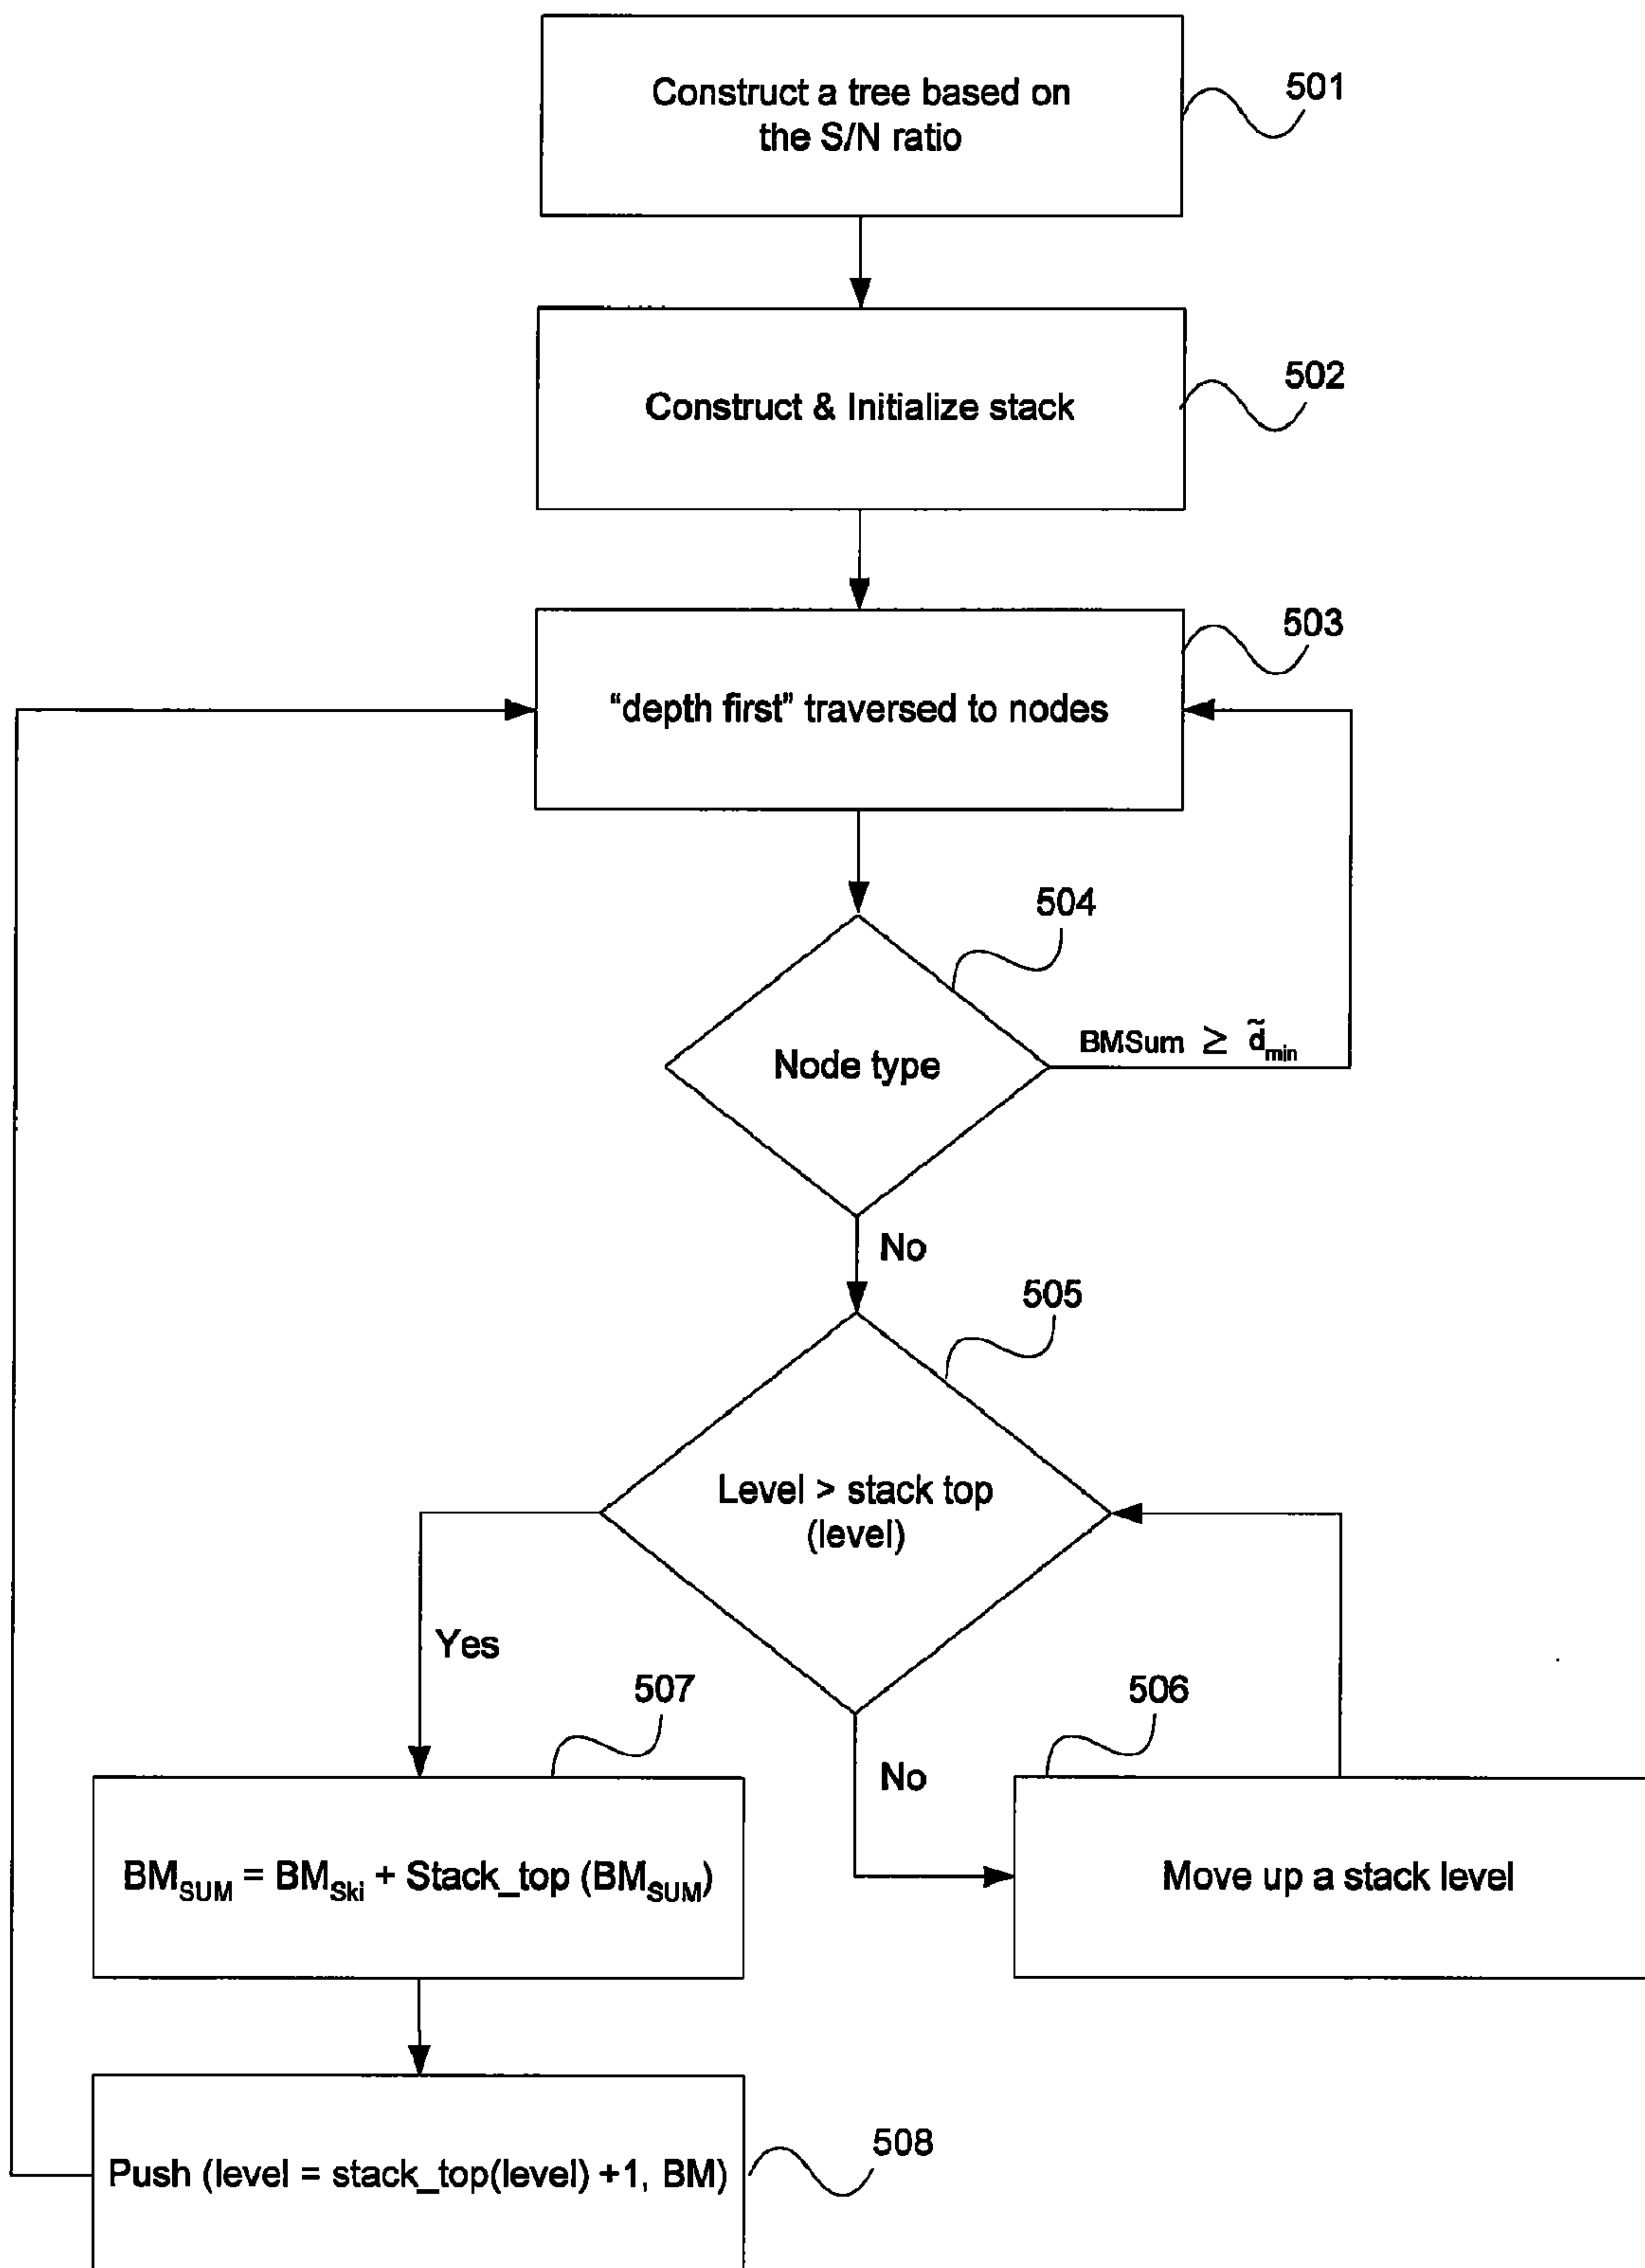 Construct a tree based on
the S/N ratio
501
Construct & Initialize stack
502
503
“depth first” traversed to nodes
504
Node type
BMSum ≥ d̃min
No
505
Level > stack top
(level)
Yes
507
506
No
BMSUM = BMSki + Stack_top (BMSUM)
Move up a stack level
508
Push (level = stack_top(level) +1, BM)